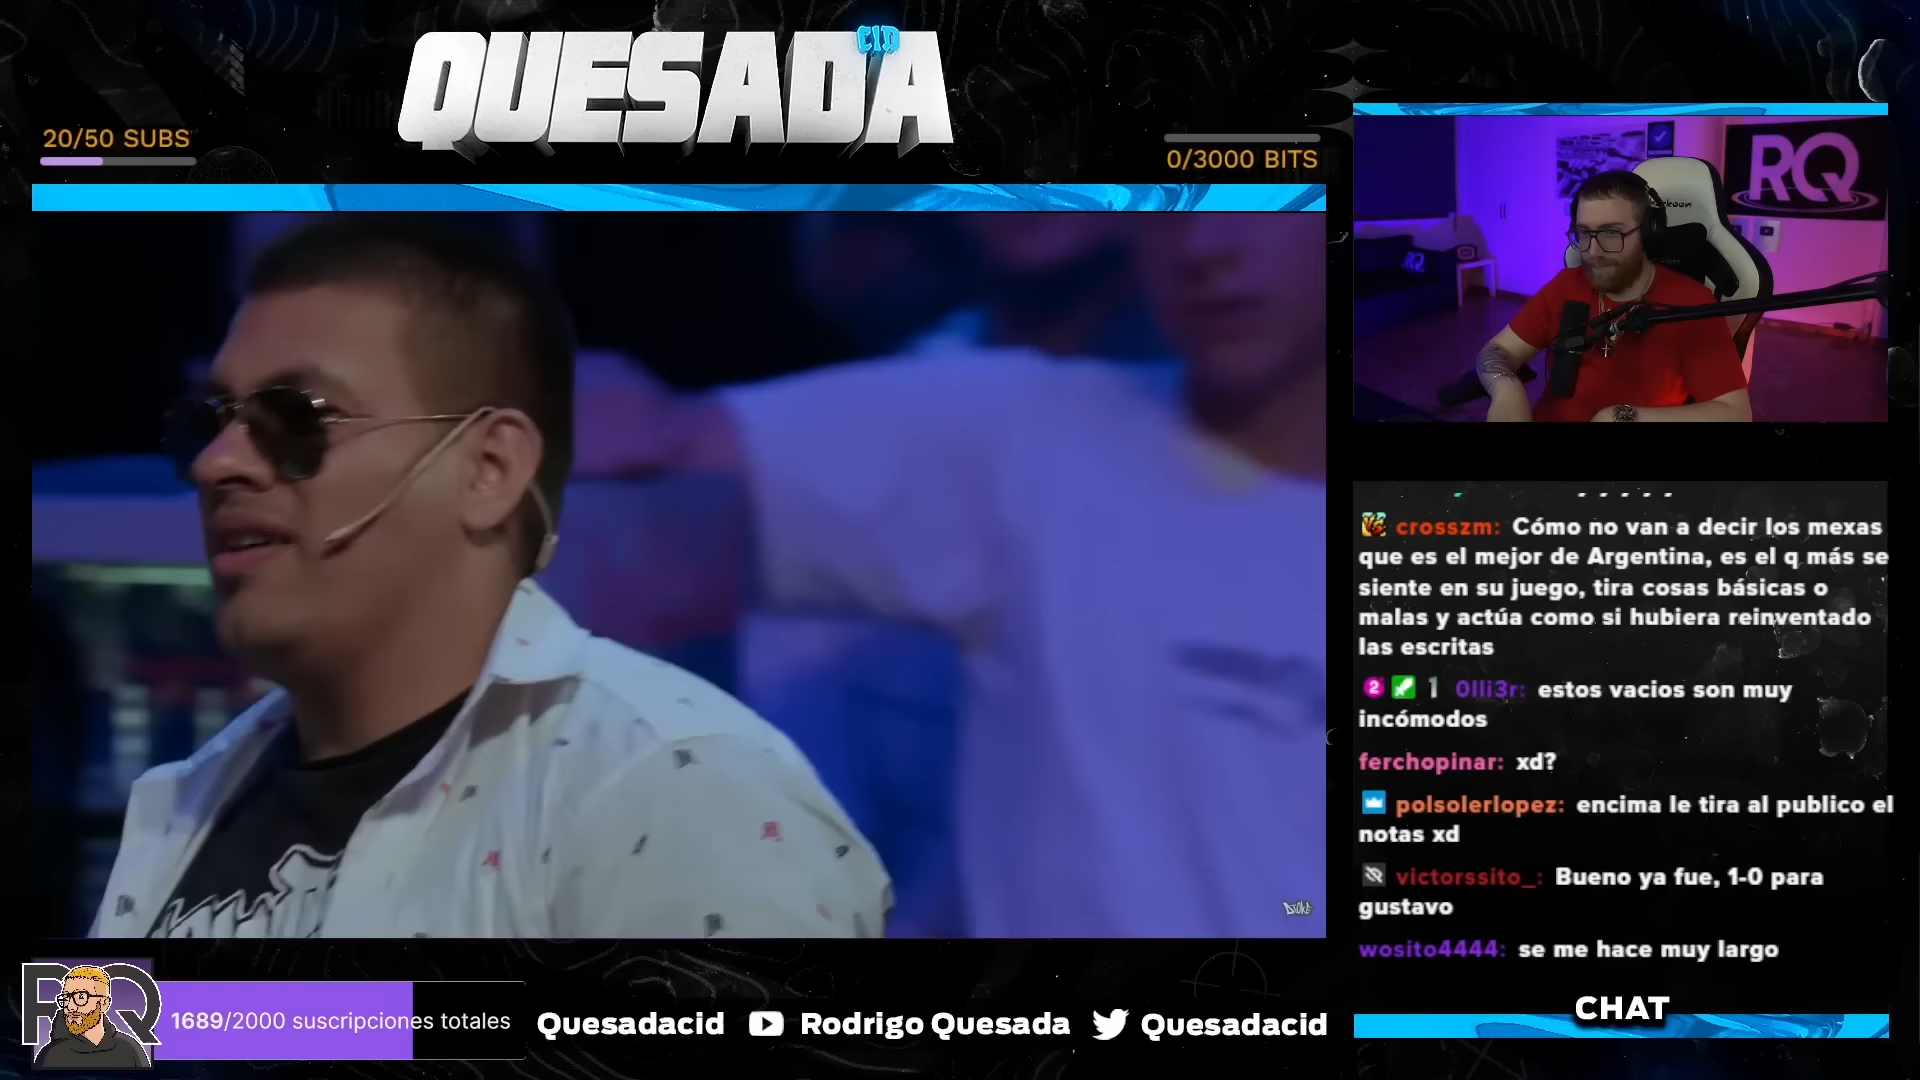 QUESADA
CID
20/50 SUBS
0/3000 BITS
RQ
RQ
crosszm: Cómo no van a decir los mexas
que es el mejor de Argentina, es el q más se
siente en su juego, tira cosas básicas o
malas y actúa como si hubiera reinventado
las escritas
2 1 0lli3r: estos vacios son muy
incómodos
ferchopinar: xd?
polsolerlopez: encima le tira al publico el
notas xd
victorssito_: Bueno ya fue, 1-0 para
gustavo
wosito4444: se me hace muy largo
CHAT
RQ
1689/2000 suscripciones totales
Quesadacid
Rodrigo Quesada
Quesadacid